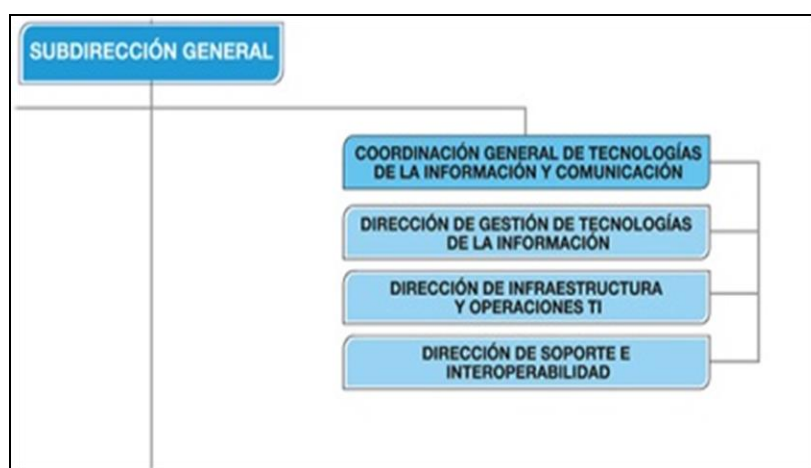 SUBDIRECCIÓN GENERAL
COORDINACIÓN GENERAL DE TECNOLOGÍAS
DE LA INFORMACIÓN Y COMUNICACIÓN
DIRECCIÓN DE GESTIÓN DE TECNOLOGÍAS
DE LA INFORMACIÓN
DIRECCIÓN DE INFRAESTRUCTURA
Y OPERACIONES TI
DIRECCIÓN DE SOPORTE E
INTEROPERABILIDAD